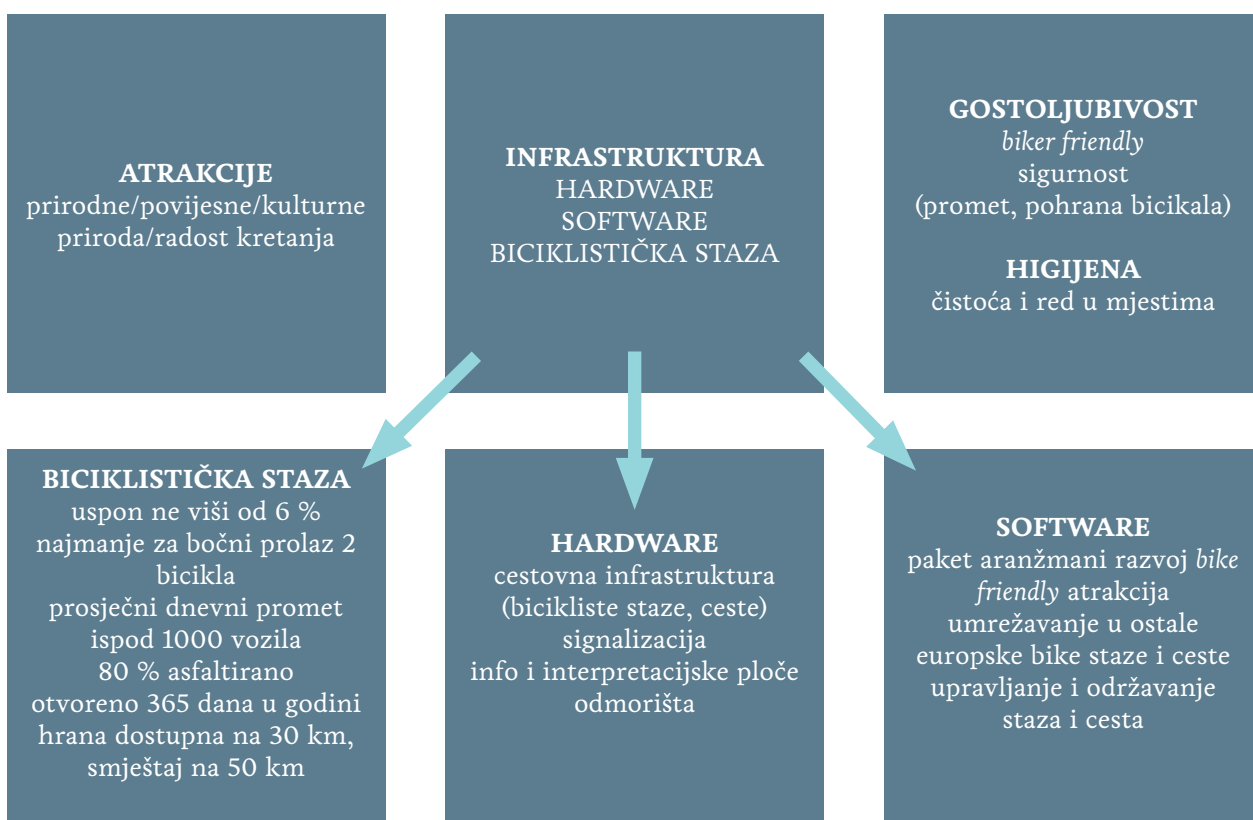 ATRAKCIJE
prirodne/povijesne/kulturne
priroda/radost kretanja
INFRASTRUKTURA
HARDWARE
SOFTWARE
BICIKLISTIČKA STAZA
GOSTOLJUBIVOST
biker friendly
sigurnost
(promet, pohrana bicikala)
HIGIJENA
čistoća i red u mjestima
BICIKLISTIČKA STAZA
uspon ne viši od 6 %
najmanje za bočni prolaz 2
bicikla
prosječni dnevni promet
ispod 1000 vozila
80 % asfaltirano
otvoreno 365 dana u godini
hrana dostupna na 30 km,
smještaj na 50 km
HARDWARE
cestovna infrastruktura
(bicikliste staze, ceste)
signalizacija
info i interpretacijske ploče
odmorišta
SOFTWARE
paket aranžmani razvoj bike
friendly atrakcija
umrežavanje u ostale
europske bike staze i ceste
upravljanje i održavanje
staza i cesta